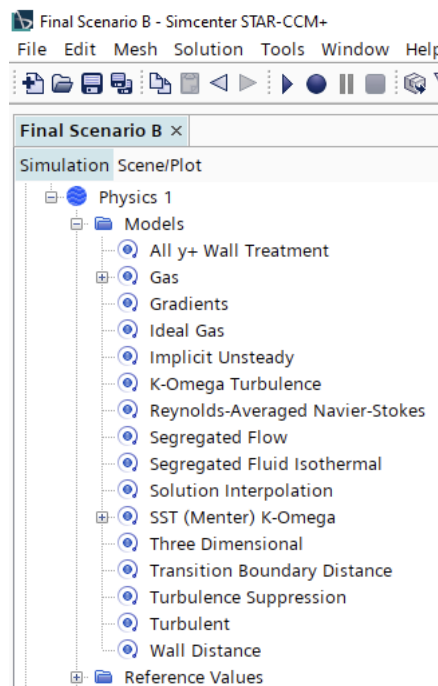 Final Scenario B - Simcenter STAR-CCM+
File Edit Mesh Solution Tools Window Help
Final Scenario B ×
Simulation Scene/Plot
Physics 1
Models
All y+ Wall Treatment
Gas
Gradients
Ideal Gas
Implicit Unsteady
K-Omega Turbulence
Reynolds-Averaged Navier-Stokes
Segregated Flow
Segregated Fluid Isothermal
Solution Interpolation
SST (Menter) K-Omega
Three Dimensional
Transition Boundary Distance
Turbulence Suppression
Turbulent
Wall Distance
Reference Values